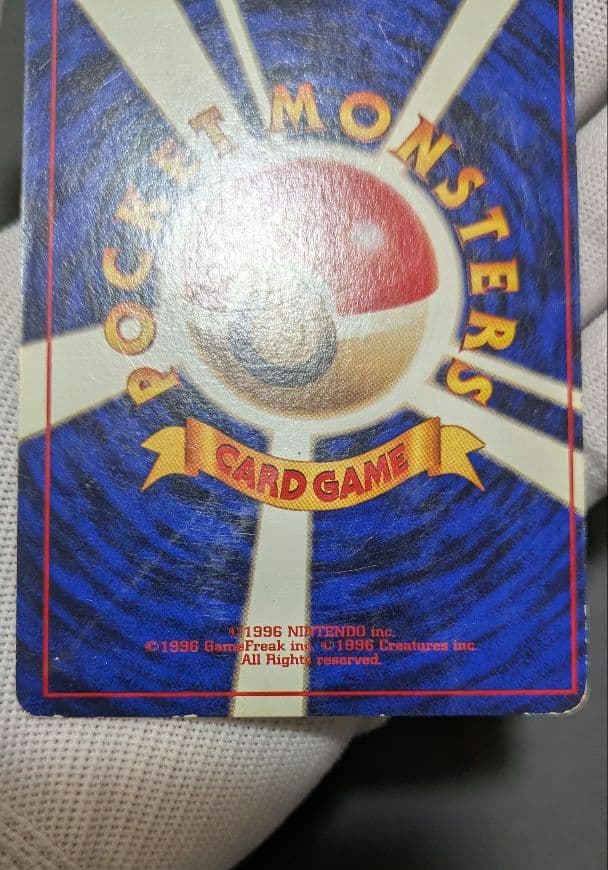 POCKET MONSTERS
CARD GAME
©1996 NINTENDO inc.
©1996 GameFreak inc. ©1996 Creatures inc.
All Rights reserved.